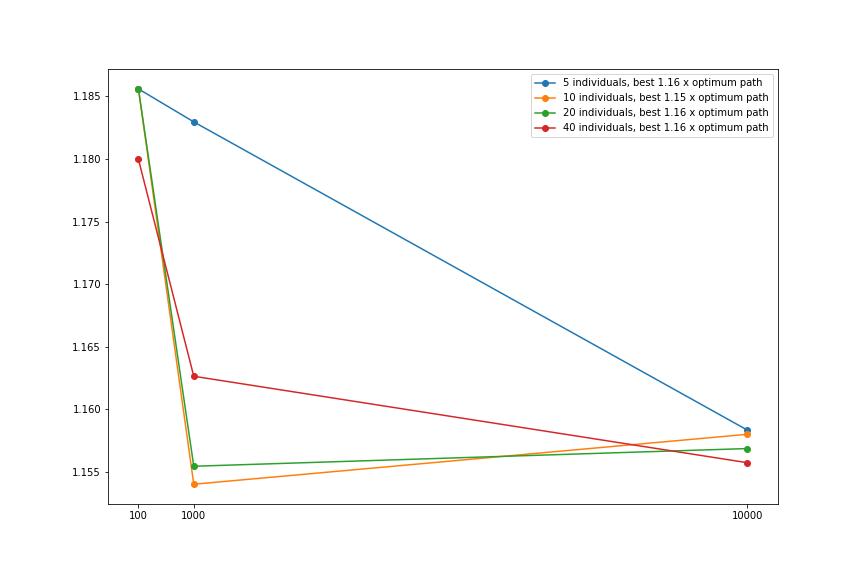 5 individuals, best 1.16 x optimum path
10 individuals, best 1.15 x optimum path
20 individuals, best 1.16 x optimum path
40 individuals, best 1.16 x optimum path
1.185
1.180
1.175
1.170
1.165
1.160
1.155
100 1000 10000